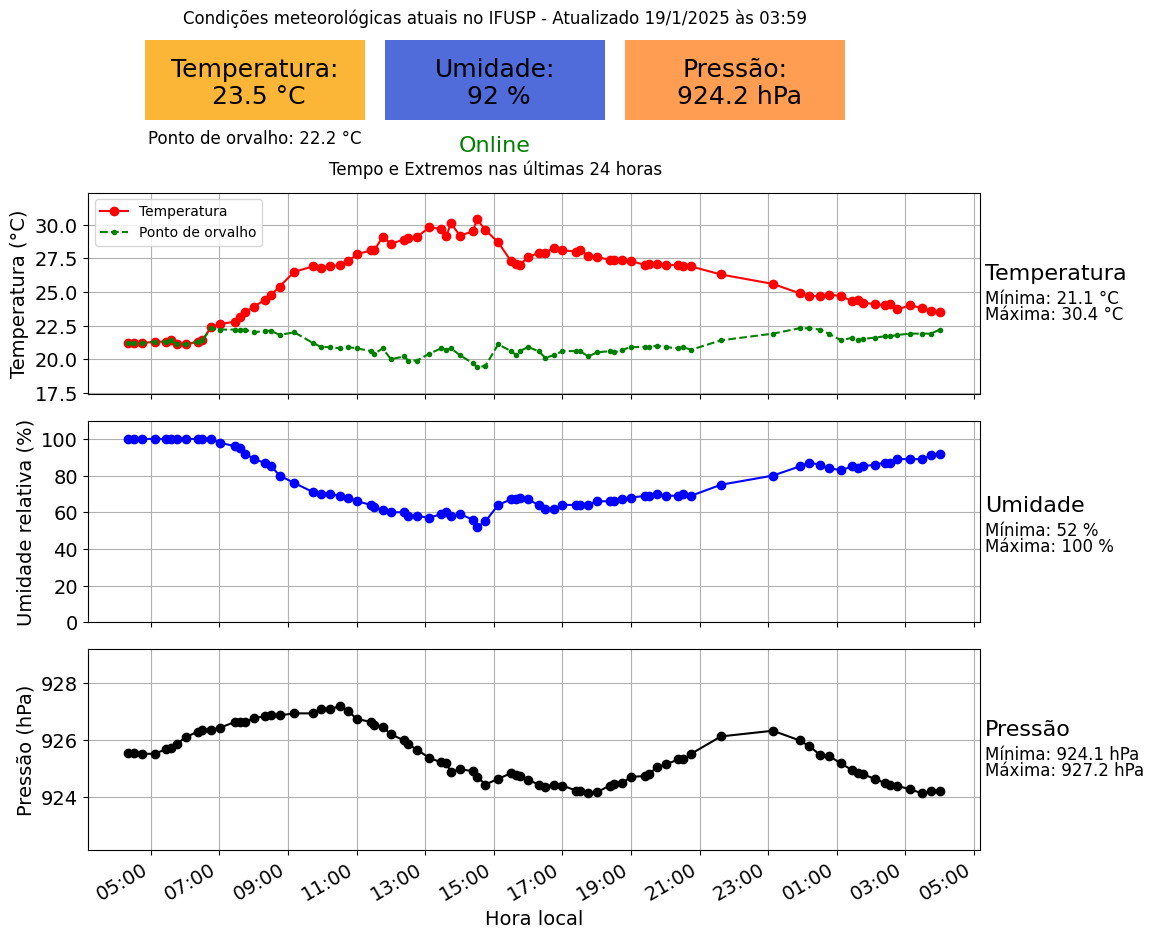 Condições meteorológicas atuais no IFUSP - Atualizado 19/1/2025 às 03:59
Temperatura:
23.5 °C
Umidade:
92 %
Pressão:
924.2 hPa
Ponto de orvalho: 22.2 °C
Online
Tempo e Extremos nas últimas 24 horas
Temperatura (°C)
30.0
27.5
25.0
22.5
20.0
17.5
Temperatura
Ponto de orvalho
Temperatura
Mínima: 21.1 °C
Máxima: 30.4 °C
Umidade relativa (%)
100
80
60
40
20
0
Umidade
Mínima: 52 %
Máxima: 100 %
Pressão (hPa)
928
926
924
Pressão
Mínima: 924.1 hPa
Máxima: 927.2 hPa
05:00 07:00 09:00 11:00 13:00 15:00 17:00 19:00 21:00 23:00 01:00 03:00 05:00
Hora local